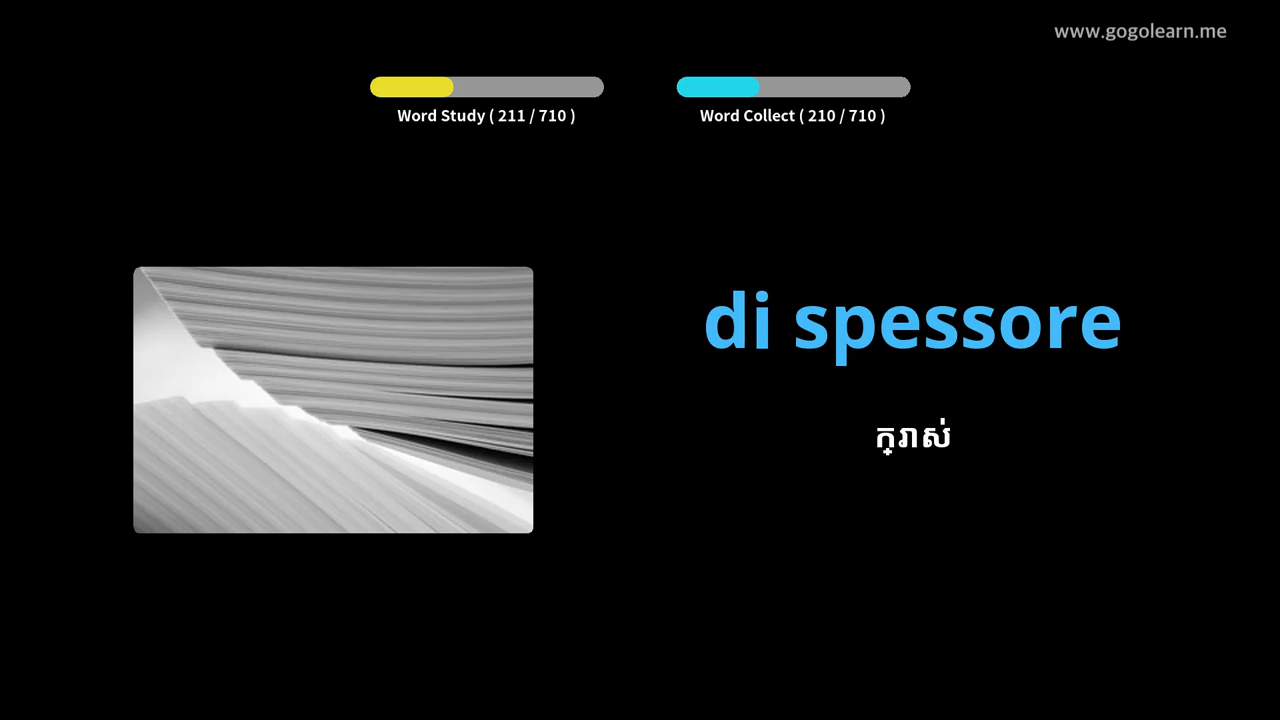 www.gogolearn.me
Word Study ( 211 / 710 )
Word Collect ( 210 / 710 )
di spessore
ក្រាស់